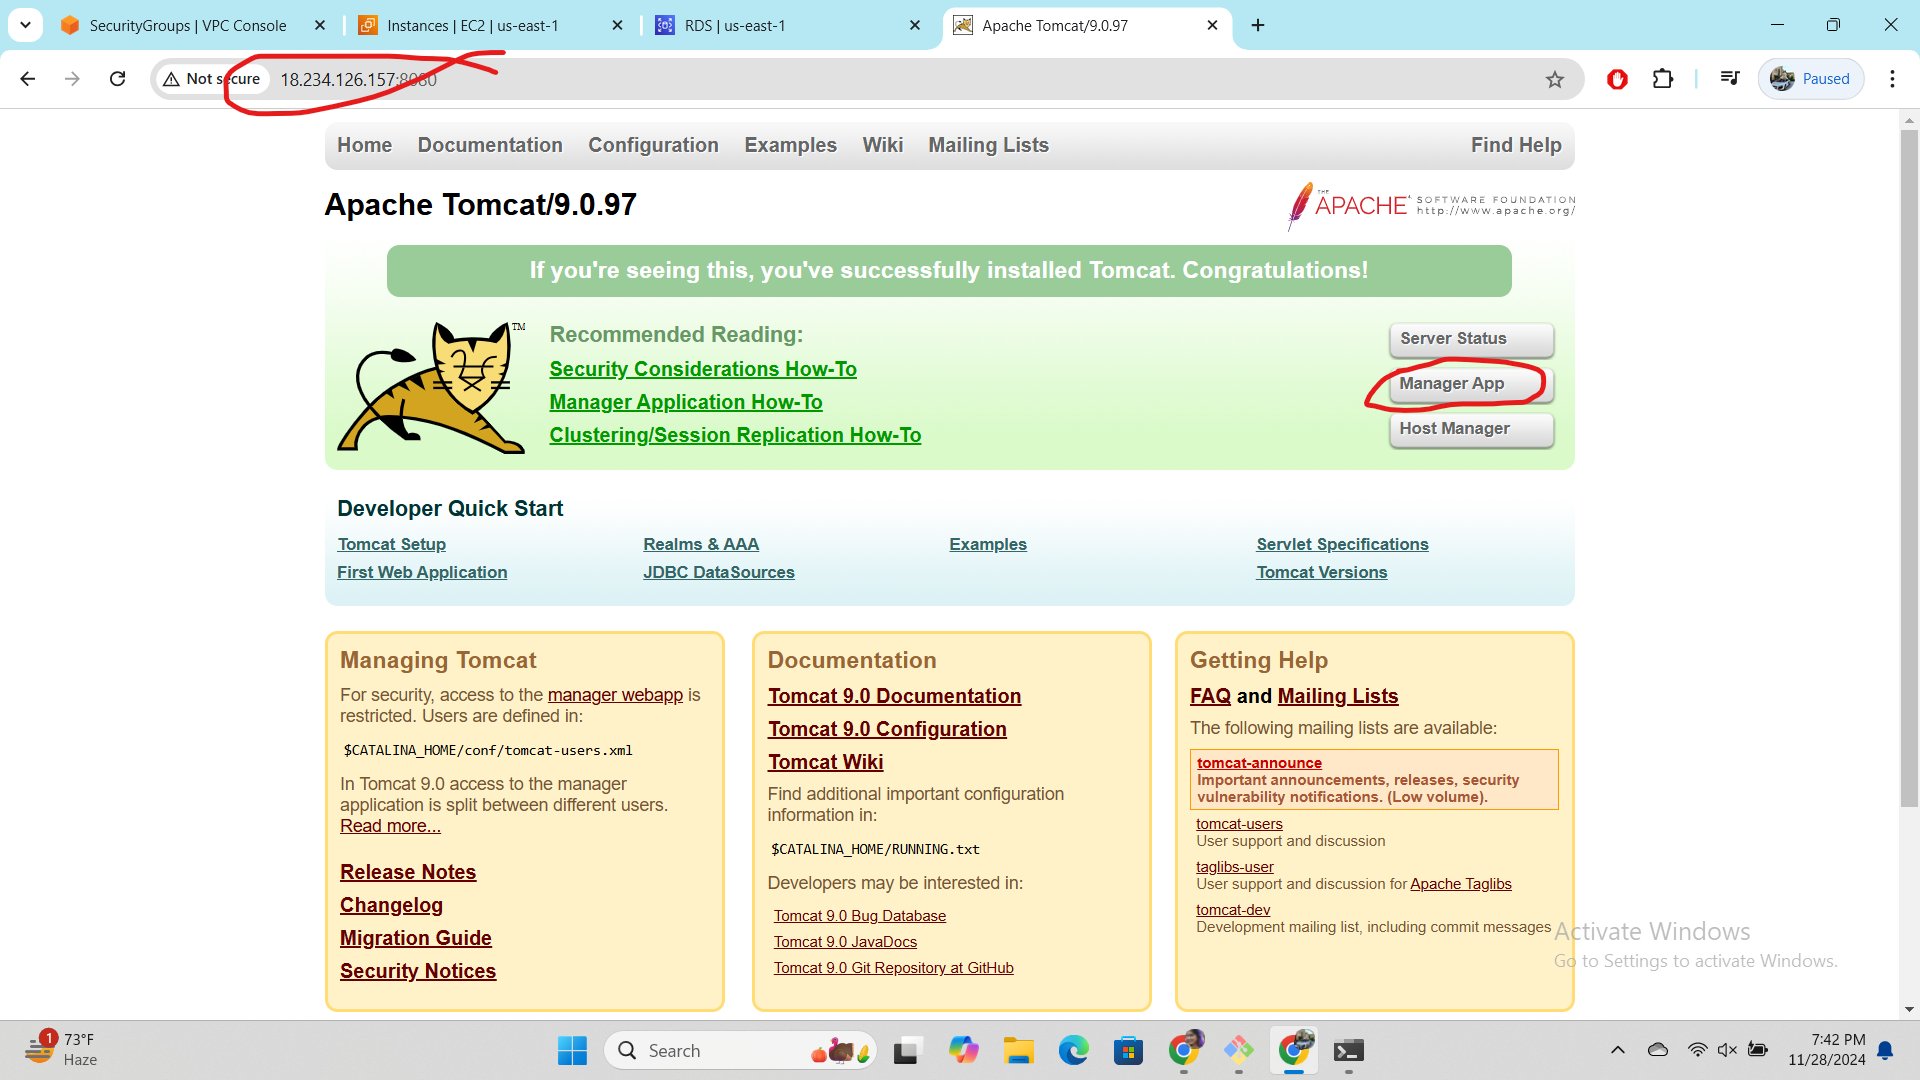 SecurityGroups | VPC Console
Instances | EC2 | us-east-1
RDS | us-east-1
Apache Tomcat/9.0.97
Not secure
18.234.126.157:8080
Paused
Home Documentation Configuration Examples Wiki Mailing Lists Find Help
Apache Tomcat/9.0.97
THE APACHE SOFTWARE FOUNDATION
http://www.apache.org/
If you're seeing this, you've successfully installed Tomcat. Congratulations!
TM
Recommended Reading:
Security Considerations How-To
Manager Application How-To
Clustering/Session Replication How-To
Server Status
Manager App
Host Manager
Developer Quick Start
Tomcat Setup
First Web Application
Realms & AAA
JDBC DataSources
Examples
Servlet Specifications
Tomcat Versions
Managing Tomcat
For security, access to the manager webapp is
restricted. Users are defined in:
$CATALINA_HOME/conf/tomcat-users.xml
In Tomcat 9.0 access to the manager
application is split between different users.
Read more...
Release Notes
Changelog
Migration Guide
Security Notices
Documentation
Tomcat 9.0 Documentation
Tomcat 9.0 Configuration
Tomcat Wiki
Find additional important configuration
information in:
$CATALINA_HOME/RUNNING.txt
Developers may be interested in:
Tomcat 9.0 Bug Database
Tomcat 9.0 JavaDocs
Tomcat 9.0 Git Repository at GitHub
Getting Help
FAQ and Mailing Lists
The following mailing lists are available:
tomcat-announce
Important announcements, releases, security
vulnerability notifications. (Low volume).
tomcat-users
User support and discussion
taglibs-user
User support and discussion for Apache Taglibs
tomcat-dev
Development mailing list, including commit messages
Activate Windows
Go to Settings to activate Windows.
1
73°F
Haze
Search
7:42 PM
11/28/2024